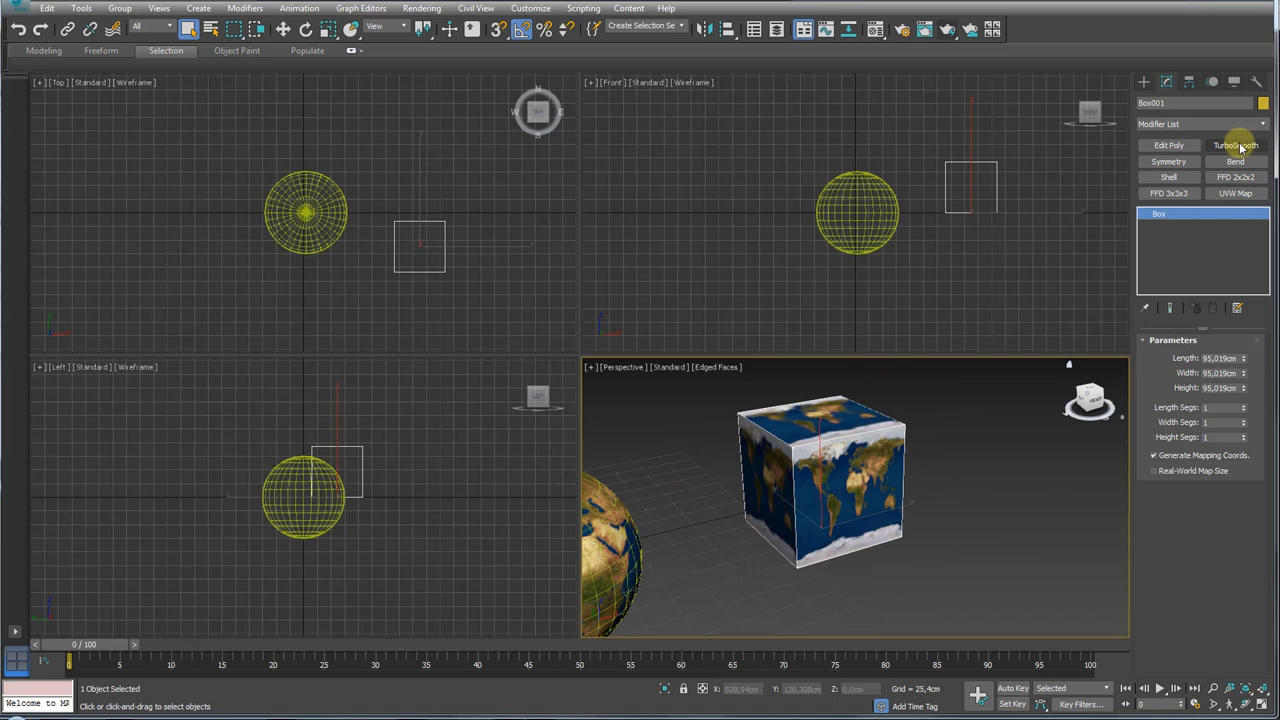 Edit Tools Group Views Create Modifiers Animation Graph Editors Rendering Civil View Customize Scripting Content Help
All View Create Selection Se
Modeling Freeform Selection Object Paint Populate
[+] [Top] [Standard] [Wireframe]
N
W E
S
TOP
[+] [Front] [Standard] [Wireframe]
Box001
Modifier List
Edit Poly TurboSmooth
Symmetry Bend
Shell FFD 2x2x2
FFD 3x3x3 UVW Map
Box
Parameters
Length: 95,019cm
Width: 95,019cm
Height: 95,019cm
Length Segs: 1
Width Segs: 1
Height Segs: 1
Generate Mapping Coords.
Real-World Map Size
[+] [Left] [Standard] [Wireframe]
LEFT
[+] [Perspective] [Standard] [Edged Faces]
0 / 100
0 5 10 15 20 25 30 35 40 45 50 55 60 65 70 75 80 85 90 95 100
1 Object Selected X: 828,94cm Y: 120,308cm Z: 0,0cm Grid = 25,4cm Auto Key Selected
Welcome to MA Click or click-and-drag to select objects Add Time Tag Set Key Key Filters... 0